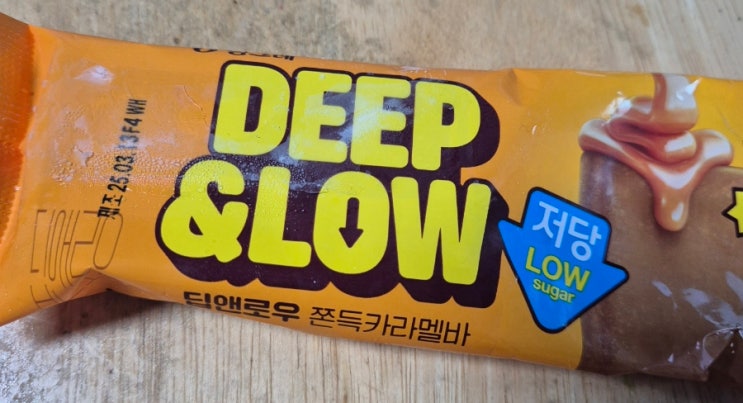 DEEP
&LOW
저당
LOW
sugar
딥앤로우 쫀득카라멜바
제조 25.03.13F4 WH